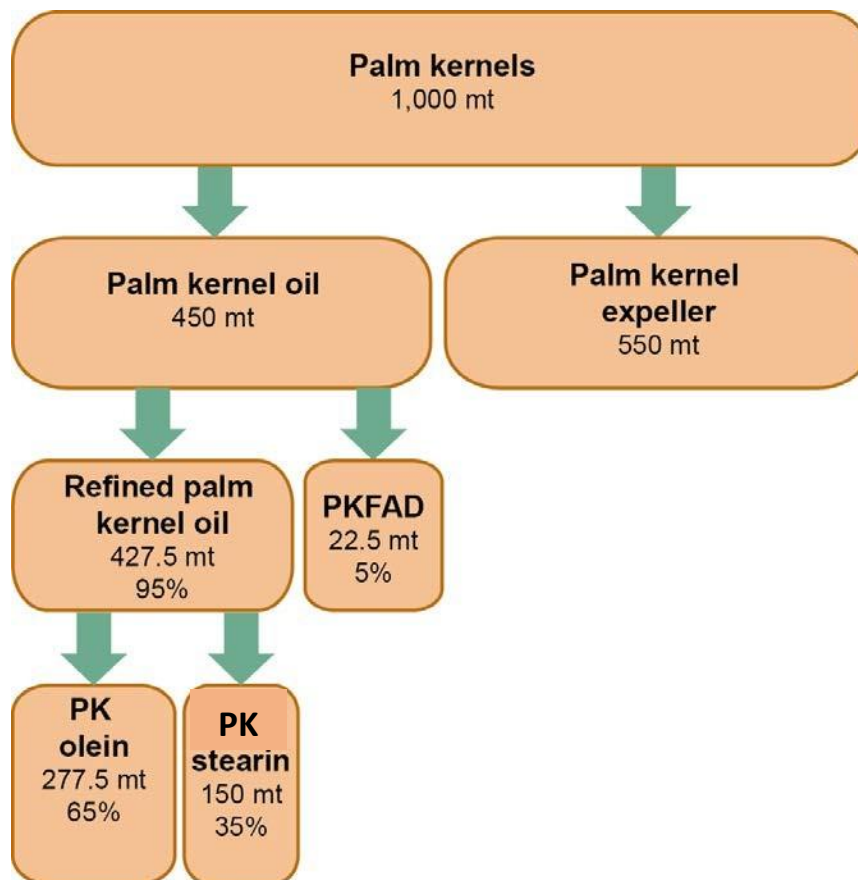 Palm kernels
1,000 mt
Palm kernel oil
450 mt
Palm kernel
expeller
550 mt
Refined palm
kernel oil
427.5 mt
95%
PKFAD
22.5 mt
5%
PK
olein
277.5 mt
65%
PK
stearin
150 mt
35%